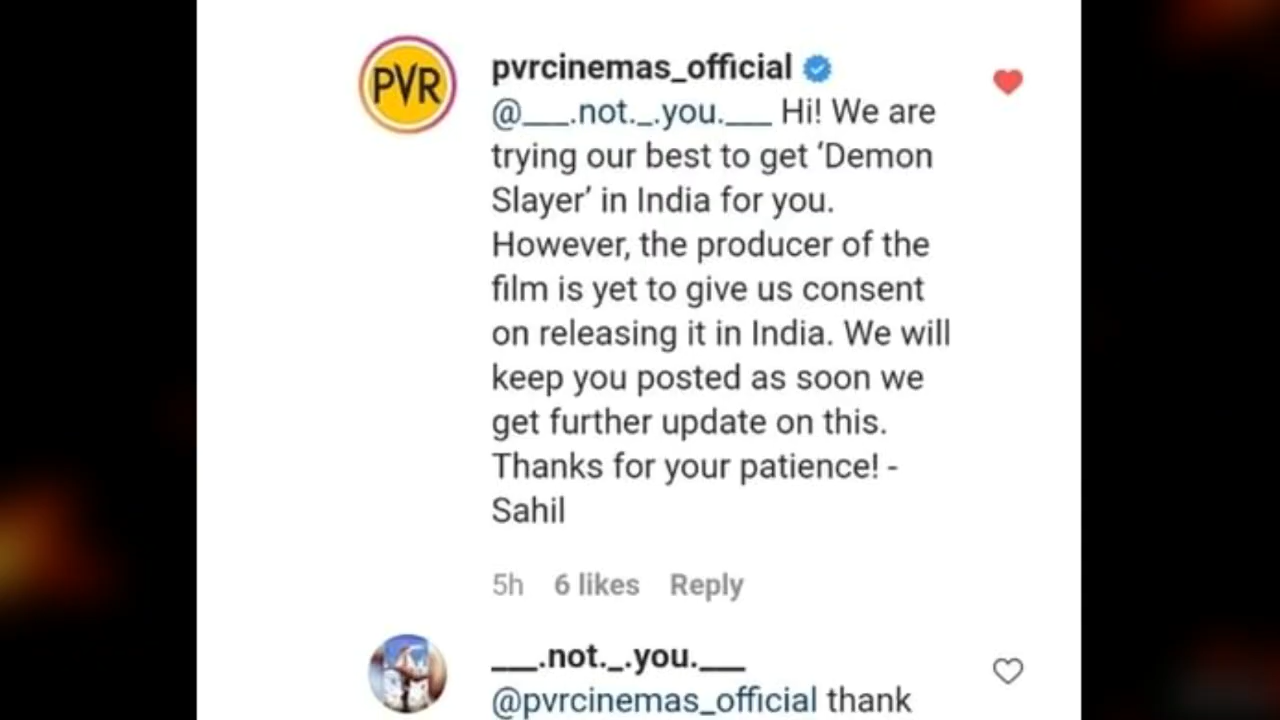 PVR
pvrcinemas_official
@___.not._.you.___ Hi! We are
trying our best to get ‘Demon
Slayer’ in India for you.
However, the producer of the
film is yet to give us consent
on releasing it in India. We will
keep you posted as soon we
get further update on this.
Thanks for your patience! -
Sahil
5h 6 likes Reply
___.not._.you.___
@pvrcinemas_official thank